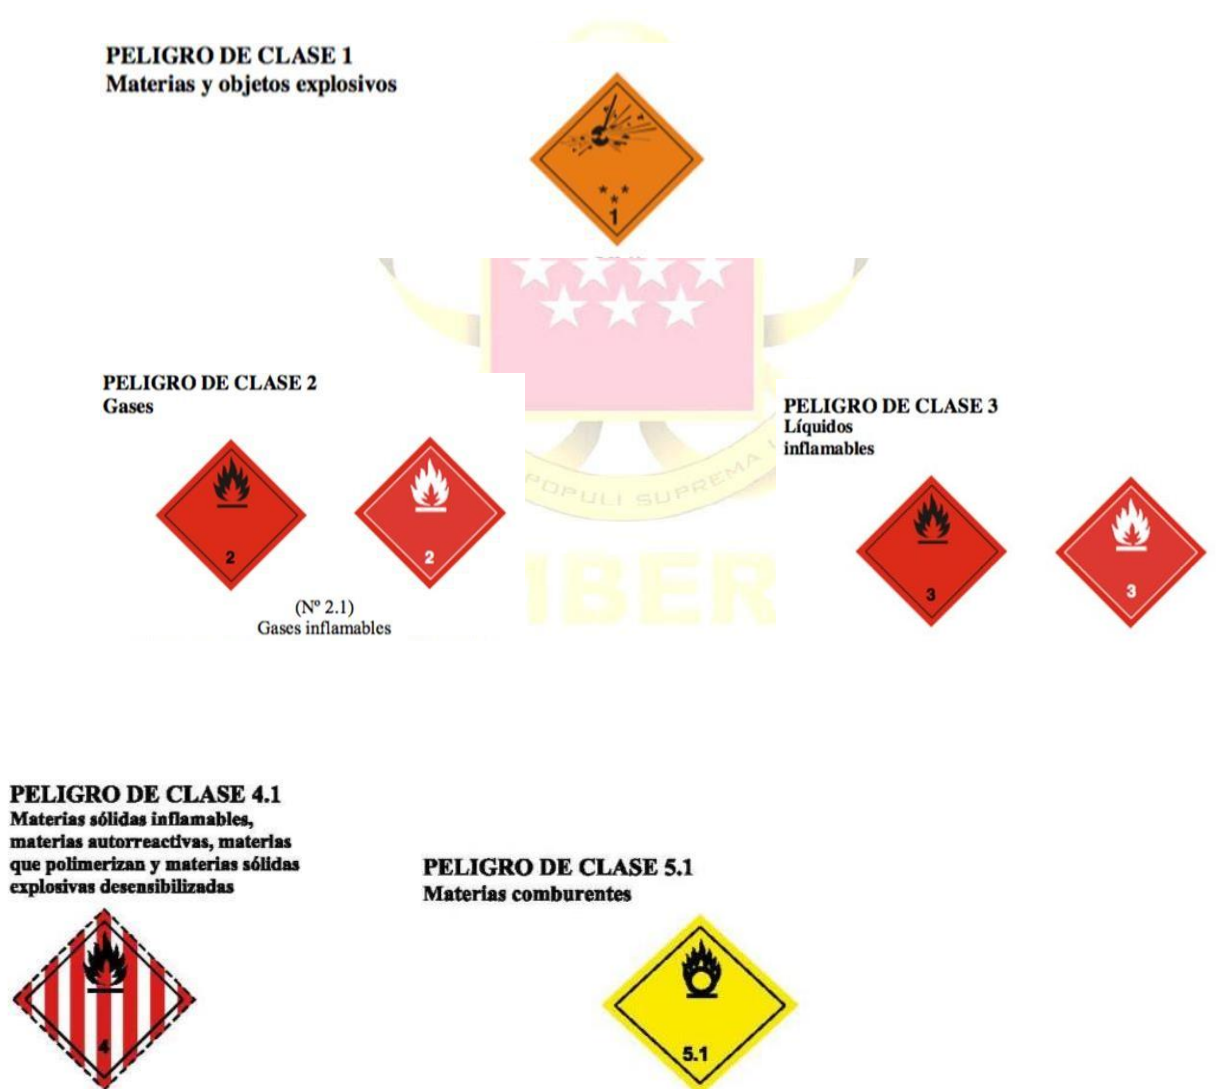 PELIGRO DE CLASE 1
Materias y objetos explosivos
1
PELIGRO DE CLASE 2
Gases
2
2
(Nº 2.1)
Gases inflamables
PELIGRO DE CLASE 3
Líquidos
inflamables
3
3
POPULI SUPREMA
PELIGRO DE CLASE 4.1
Materias sólidas inflamables,
materias autorreactivas, materias
que polimerizan y materias sólidas
explosivas desensibilizadas
4
PELIGRO DE CLASE 5.1
Materias comburentes
5.1